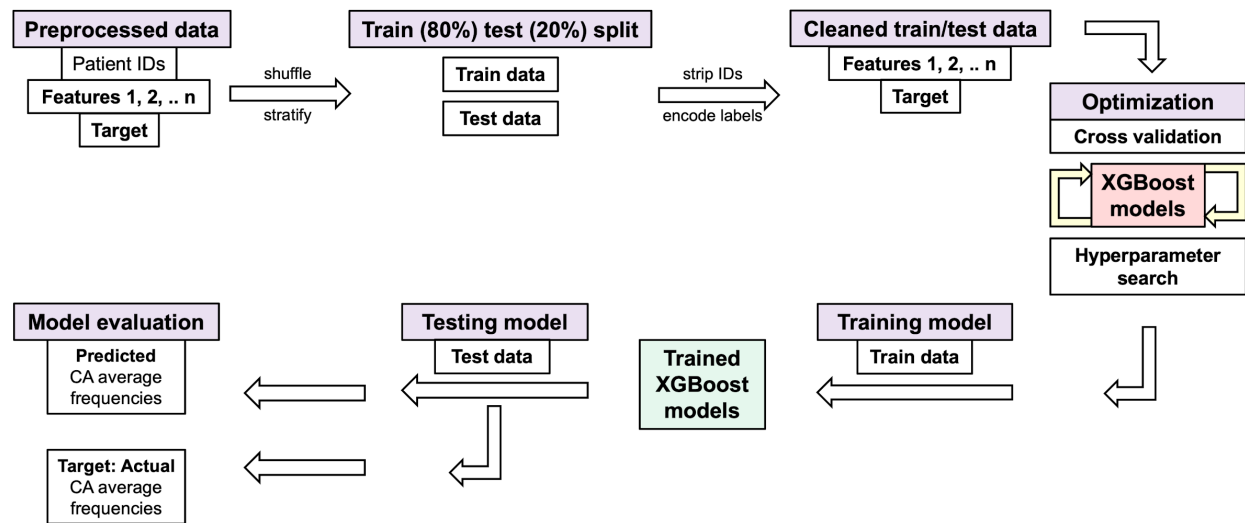 Preprocessed data
Patient IDs
Features 1, 2, .. n
Target
shuffle
stratify
Train (80%) test (20%) split
Train data
Test data
strip IDs
encode labels
Cleaned train/test data
Features 1, 2, .. n
Target
Optimization
Cross validation
XGBoost
models
Hyperparameter
search
Training model
Train data
Trained
XGBoost
models
Testing model
Test data
Model evaluation
Predicted
CA average
frequencies
Target: Actual
CA average
frequencies